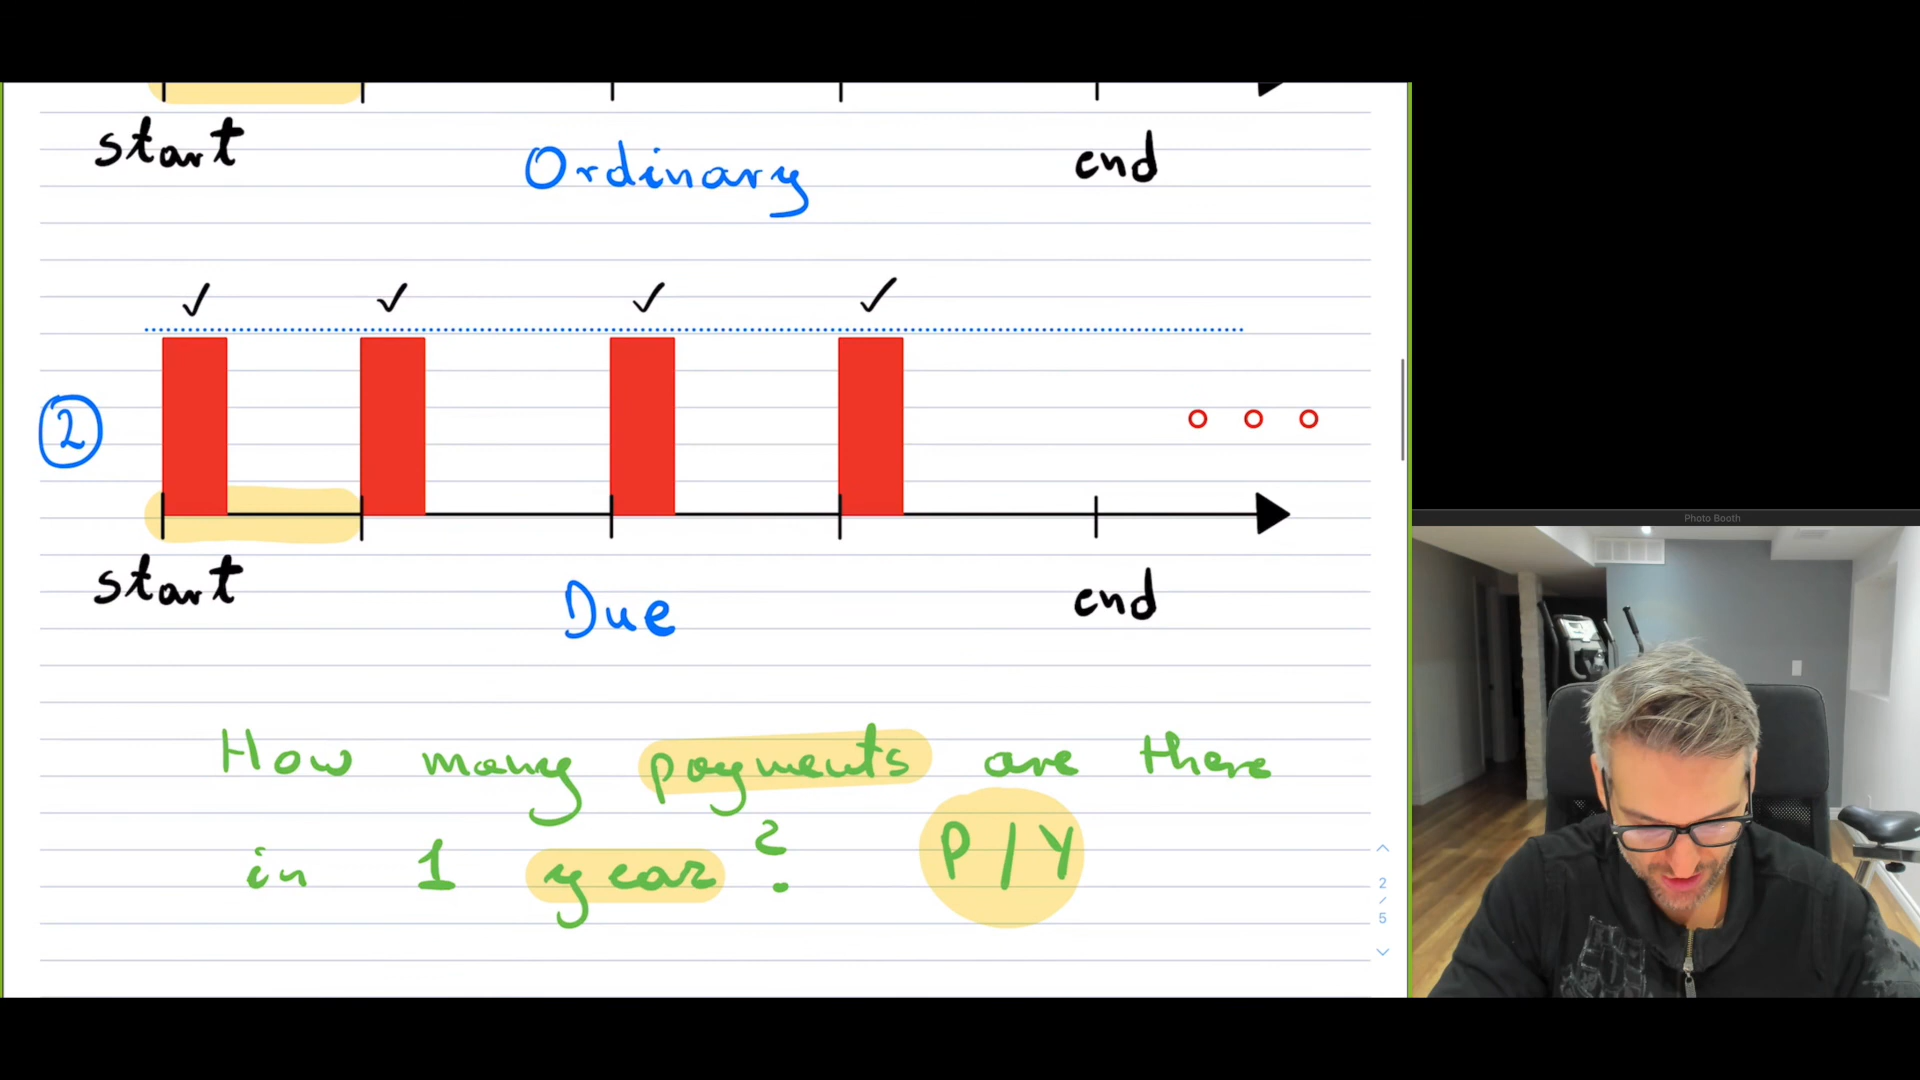 start Ordinary end
✓ ✓ ✓ ✓
2
Photo Booth
start Due end
How many payments are there
in 1 year? P/Y
2
/
5